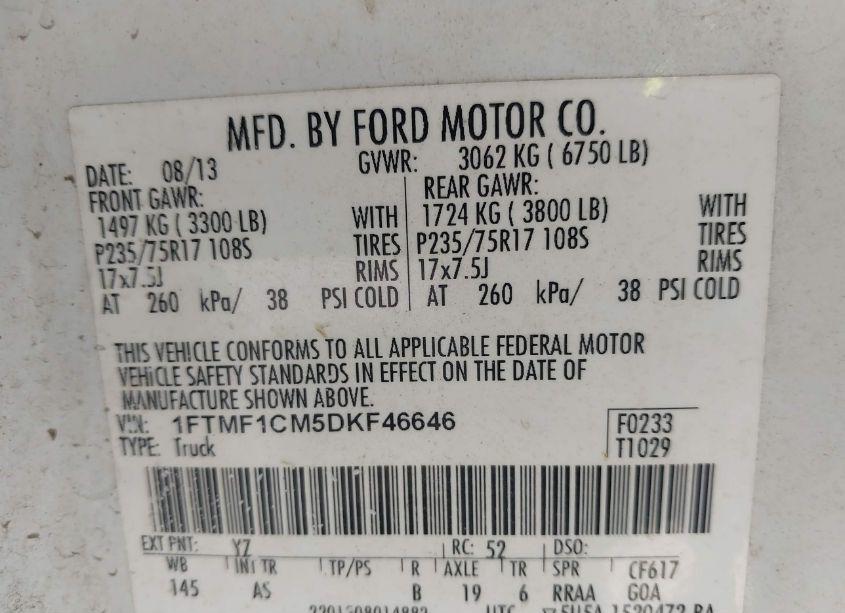 MFD. BY FORD MOTOR CO.
DATE: 08/13 GVWR: 3062 KG ( 6750 LB)
FRONT GAWR: REAR GAWR:
1497 KG ( 3300 LB) WITH 1724 KG ( 3800 LB) WITH
P235/75R17 108S TIRES P235/75R17 108S TIRES
17x7.5J RIMS 17x7.5J RIMS
AT 260 kPa/ 38 PSI COLD AT 260 kPa/ 38 PSI COLD
THIS VEHICLE CONFORMS TO ALL APPLICABLE FEDERAL MOTOR
VEHICLE SAFETY STANDARDS IN EFFECT ON THE DATE OF
MANUFACTURE SHOWN ABOVE.
VIN: 1FTMF1CM5DKF46646 F0233
TYPE: Truck T1029
EXT PNT: YZ RC: 52 DSO:
WB INT TR TP/PS R AXLE TR SPR CF617
145 AS B 19 6 RRAA GOA
UTC